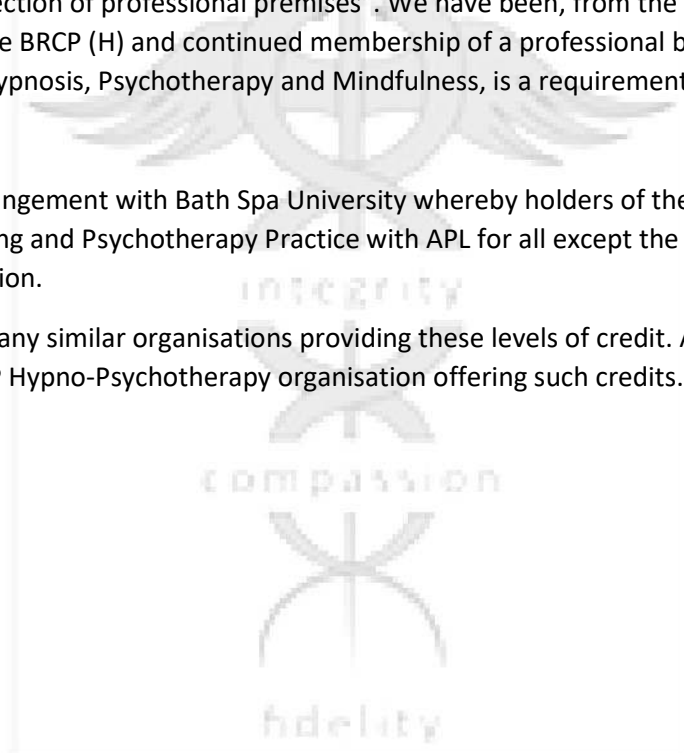 ection of professional premises". We have been, from the
e BRCP (H) and continued membership of a professional b
ypnosis, Psychotherapy and Mindfulness, is a requirement
ngement with Bath Spa University whereby holders of the
ng and Psychotherapy Practice with APL for all except the
ion.
integrity
any similar organisations providing these levels of credit. A
P Hypno-Psychotherapy organisation offering such credits.
compassion
fidelity